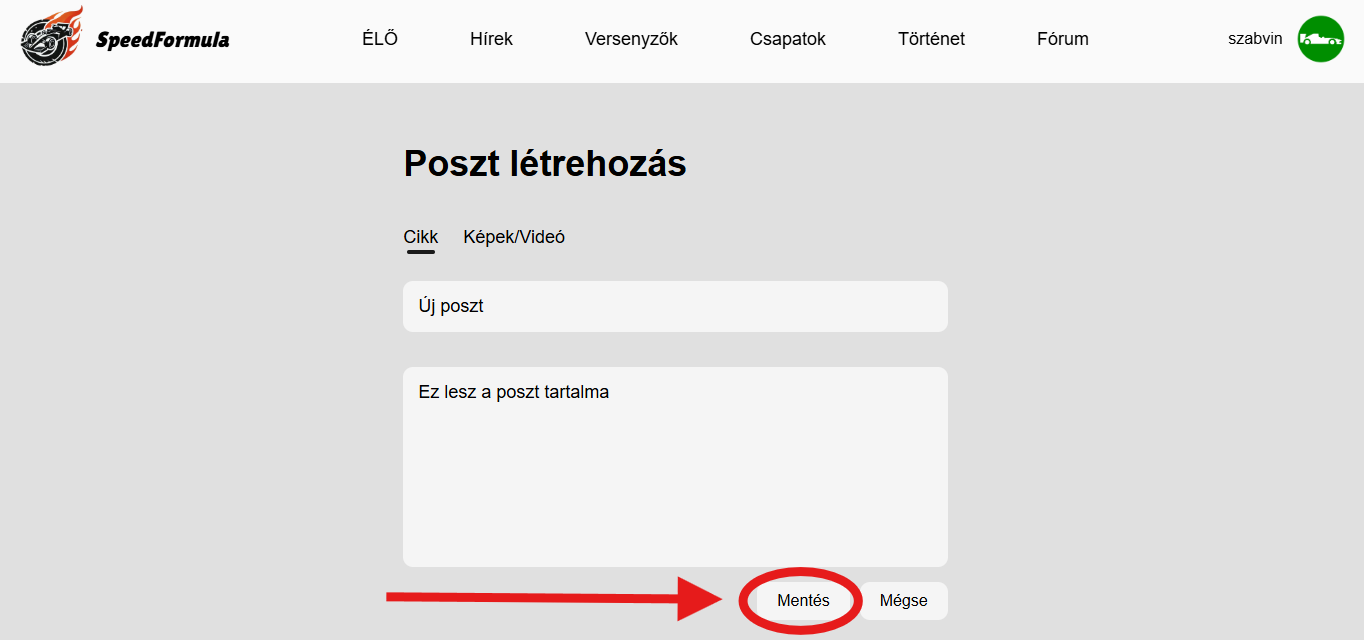 SpeedFormula ÉLŐ Hírek Versenyzők Csapatok Történet Fórum szabvin
Poszt létrehozás
Cikk Képek/Videó
Új poszt
Ez lesz a poszt tartalma
Mentés Mégse